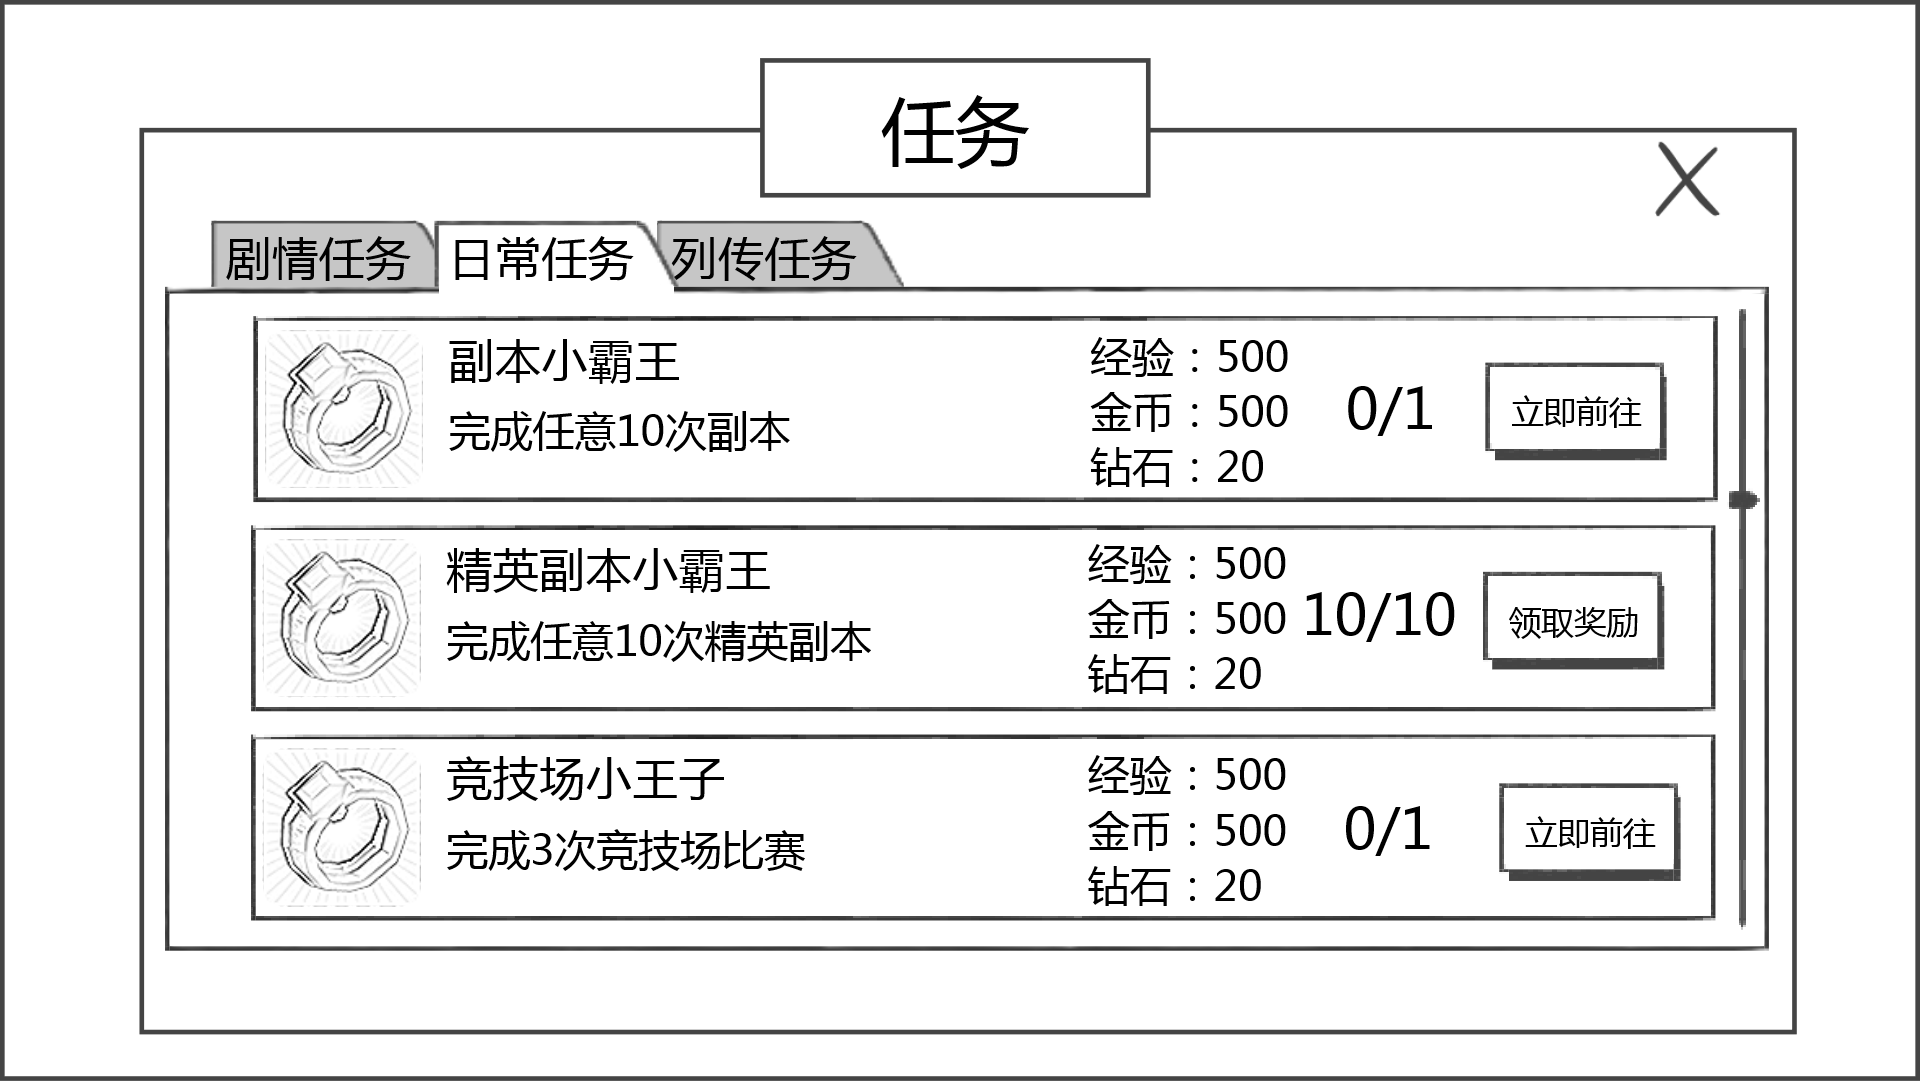 任务
剧情任务 日常任务 列传任务
副本小霸王
完成任意10次副本
经验：500
金币：500
钻石：20
0/1
立即前往
精英副本小霸王
完成任意10次精英副本
经验：500
金币：500
钻石：20
10/10
领取奖励
竞技场小王子
完成3次竞技场比赛
经验：500
金币：500
钻石：20
0/1
立即前往